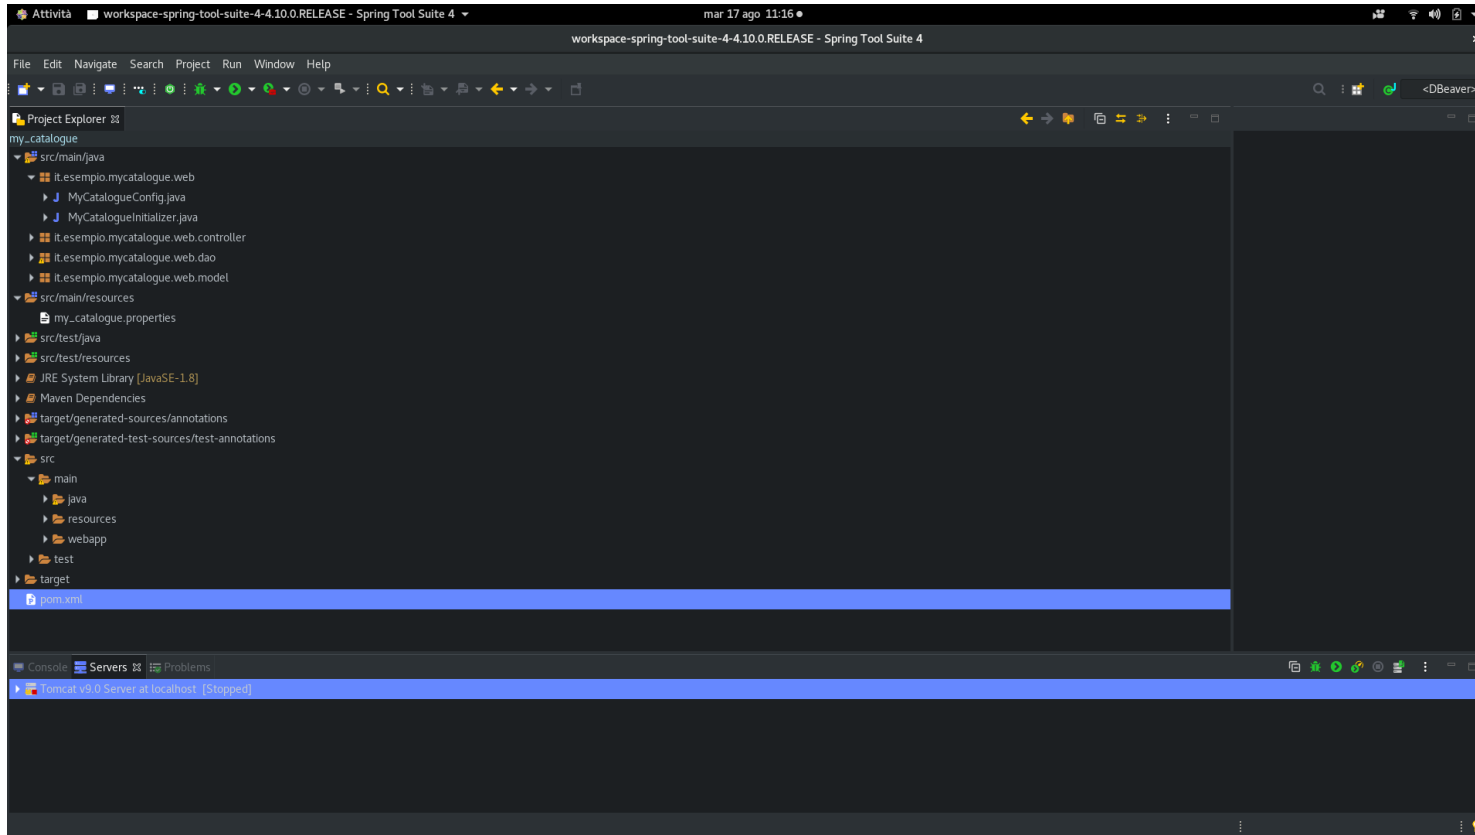 Attività workspace-spring-tool-suite-4-4.10.0.RELEASE - Spring Tool Suite 4 mar 17 ago 11:16
workspace-spring-tool-suite-4-4.10.0.RELEASE - Spring Tool Suite 4
File Edit Navigate Search Project Run Window Help
<DBeaver>
Project Explorer
my_catalogue
src/main/java
it.esempio.mycatalogue.web
MyCatalogueConfig.java
MyCatalogueInitializer.java
it.esempio.mycatalogue.web.controller
it.esempio.mycatalogue.web.dao
it.esempio.mycatalogue.web.model
src/main/resources
my_catalogue.properties
src/test/java
src/test/resources
JRE System Library [JavaSE-1.8]
Maven Dependencies
target/generated-sources/annotations
target/generated-test-sources/test-annotations
src
main
java
resources
webapp
test
target
pom.xml
Console Servers Problems
Tomcat v9.0 Server at localhost [Stopped]